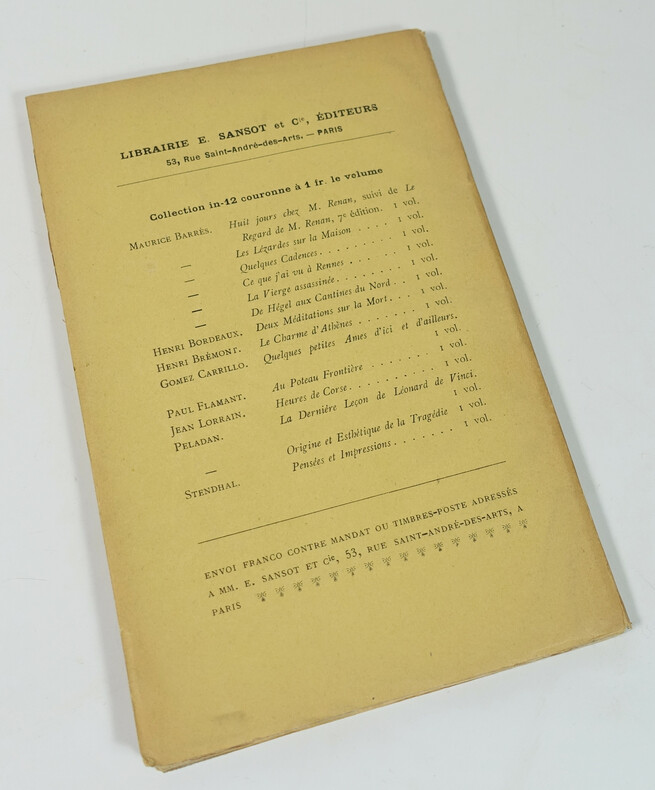 LIBRAIRIE E. SANSOT et Cie, ÉDITEURS
53, Rue Saint-André-des-Arts. — PARIS
Collection in-12 couronne à 1 fr. le volume
MAURICE BARRÈS. Huit jours chez M. Renan, suivi de Le
Regard de M. Renan, 7e édition. 1 vol.
— Les Lézardes sur la Maison . . . . 1 vol.
— Quelques Cadences. . . . . . . . . 1 vol.
— Ce que j'ai vu à Rennes . . . . . 1 vol.
— La Vierge assassinée. . . . . . . . 1 vol.
— De Hégel aux Cantines du Nord . . 1 vol.
HENRI BORDEAUX. Deux Méditations sur la Mort. . . 1 vol.
HENRI BRÉMONT. Le Charme d'Athènes . . . . . . 1 vol.
GOMEZ CARRILLO. Quelques petites Ames d'ici et d'ailleurs.
1 vol.
PAUL FLAMANT. Au Poteau Frontière . . . . . . . 1 vol.
JEAN LORRAIN. Heures de Corse . . . . . . . . . 1 vol.
PELADAN. La Dernière Leçon de Léonard de Vinci.
1 vol.
— Origine et Esthétique de la Tragédie 1 vol.
STENDHAL. Pensées et Impressions . . . . . . . 1 vol.
ENVOI FRANCO CONTRE MANDAT OU TIMBRES-POSTE ADRESSÉS
A MM. E. SANSOT ET Cie, 53, RUE SAINT-ANDRÉ-DES-ARTS, A
PARIS